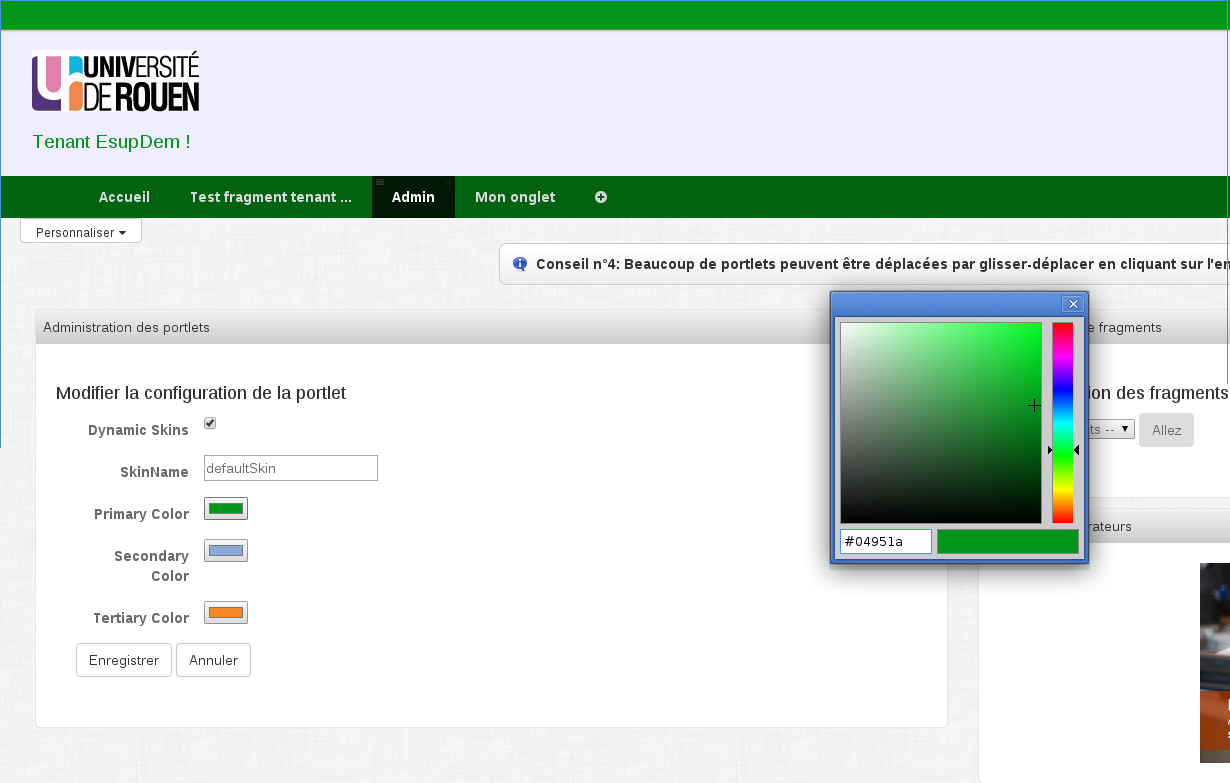 UNIVERSITÉ
DE ROUEN
Tenant EsupDem !
Accueil
Test fragment tenant ...
Admin
Mon onglet
Personnaliser
Conseil n°4: Beaucoup de portlets peuvent être déplacées par glisser-déplacer en cliquant sur l'en
Administration des portlets
e fragments
Modifier la configuration de la portlet
ion des fragments
Dynamic Skins
ts --
Allez
SkinName
defaultSkin
Primary Color
rateurs
#04951a
Secondary
Color
Tertiary Color
Enregistrer
Annuler